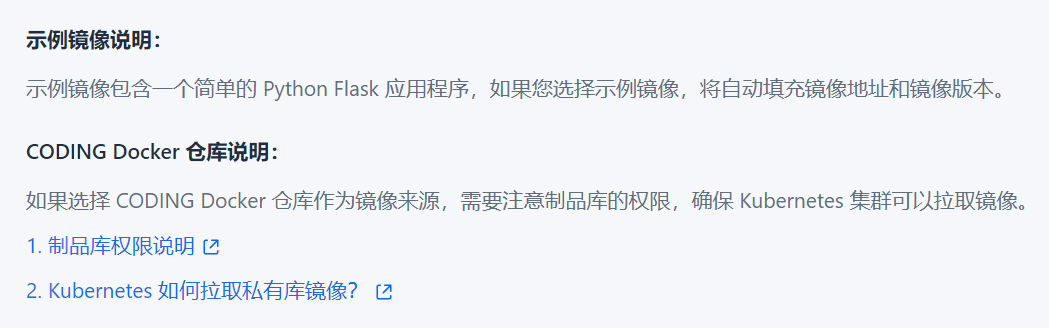 示例镜像说明：
示例镜像包含一个简单的 Python Flask 应用程序，如果您选择示例镜像，将自动填充镜像地址和镜像版本。
CODING Docker 仓库说明：
如果选择 CODING Docker 仓库作为镜像来源，需要注意制品库的权限，确保 Kubernetes 集群可以拉取镜像。
1. 制品库权限说明
2. Kubernetes 如何拉取私有库镜像？